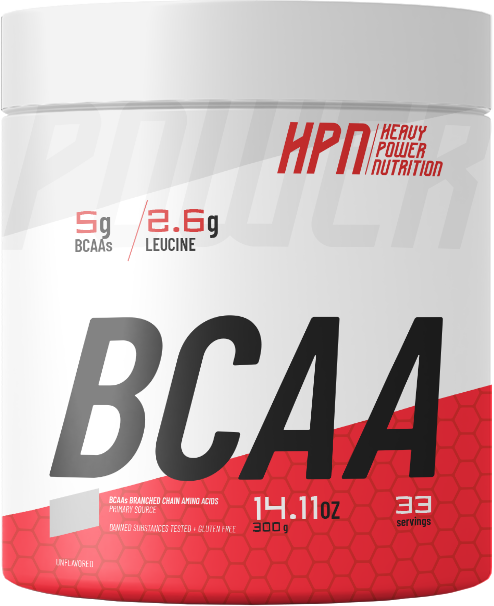 POWER
HPN HEAVY
POWER
NUTRITION
5g
BCAAs
2.6g
LEUCINE
BCAA
BCAAs BRANCHED CHAIN AMINO ACIDS
PRIMARY SOURCE
BANNED SUBSTANCES TESTED + GLUTEN FREE
14.11oz
300g
33
servings
UNFLAVORED